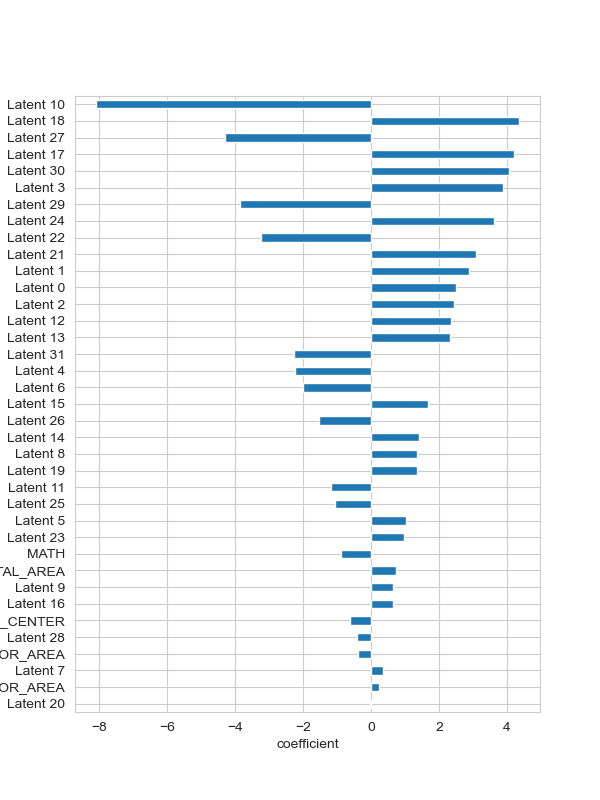 Latent 10
Latent 18
Latent 27
Latent 17
Latent 30
Latent 3
Latent 29
Latent 24
Latent 22
Latent 21
Latent 1
Latent 0
Latent 2
Latent 12
Latent 13
Latent 31
Latent 4
Latent 6
Latent 15
Latent 26
Latent 14
Latent 8
Latent 19
Latent 11
Latent 25
Latent 5
Latent 23
MATH
TAL_AREA
Latent 9
Latent 16
_CENTER
Latent 28
OR_AREA
Latent 7
OR_AREA
Latent 20
−8 −6 −4 −2 0 2 4
coefficient